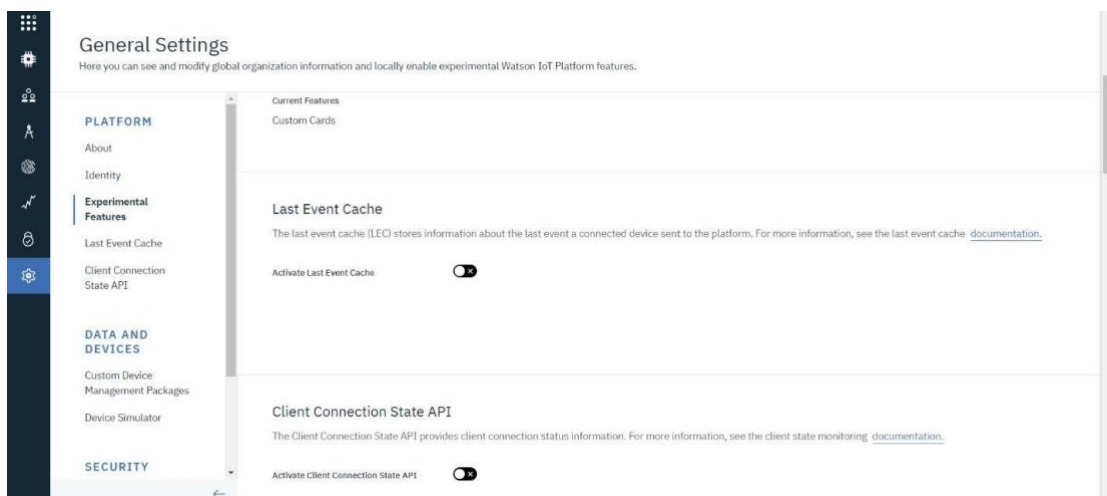 General Settings
Here you can see and modify global organization information and locally enable experimental Watson IoT Platform features.
PLATFORM
About
Identity
Experimental
Features
Last Event Cache
Client Connection
State API
DATA AND
DEVICES
Custom Device
Management Packages
Device Simulator
SECURITY
Current Features
Custom Cards
Last Event Cache
The last event cache (LEC) stores information about the last event a connected device sent to the platform. For more information, see the last event cache documentation.
Activate Last Event Cache
Client Connection State API
The Client Connection State API provides client connection status information. For more information, see the client state monitoring documentation.
Activate Client Connection State API